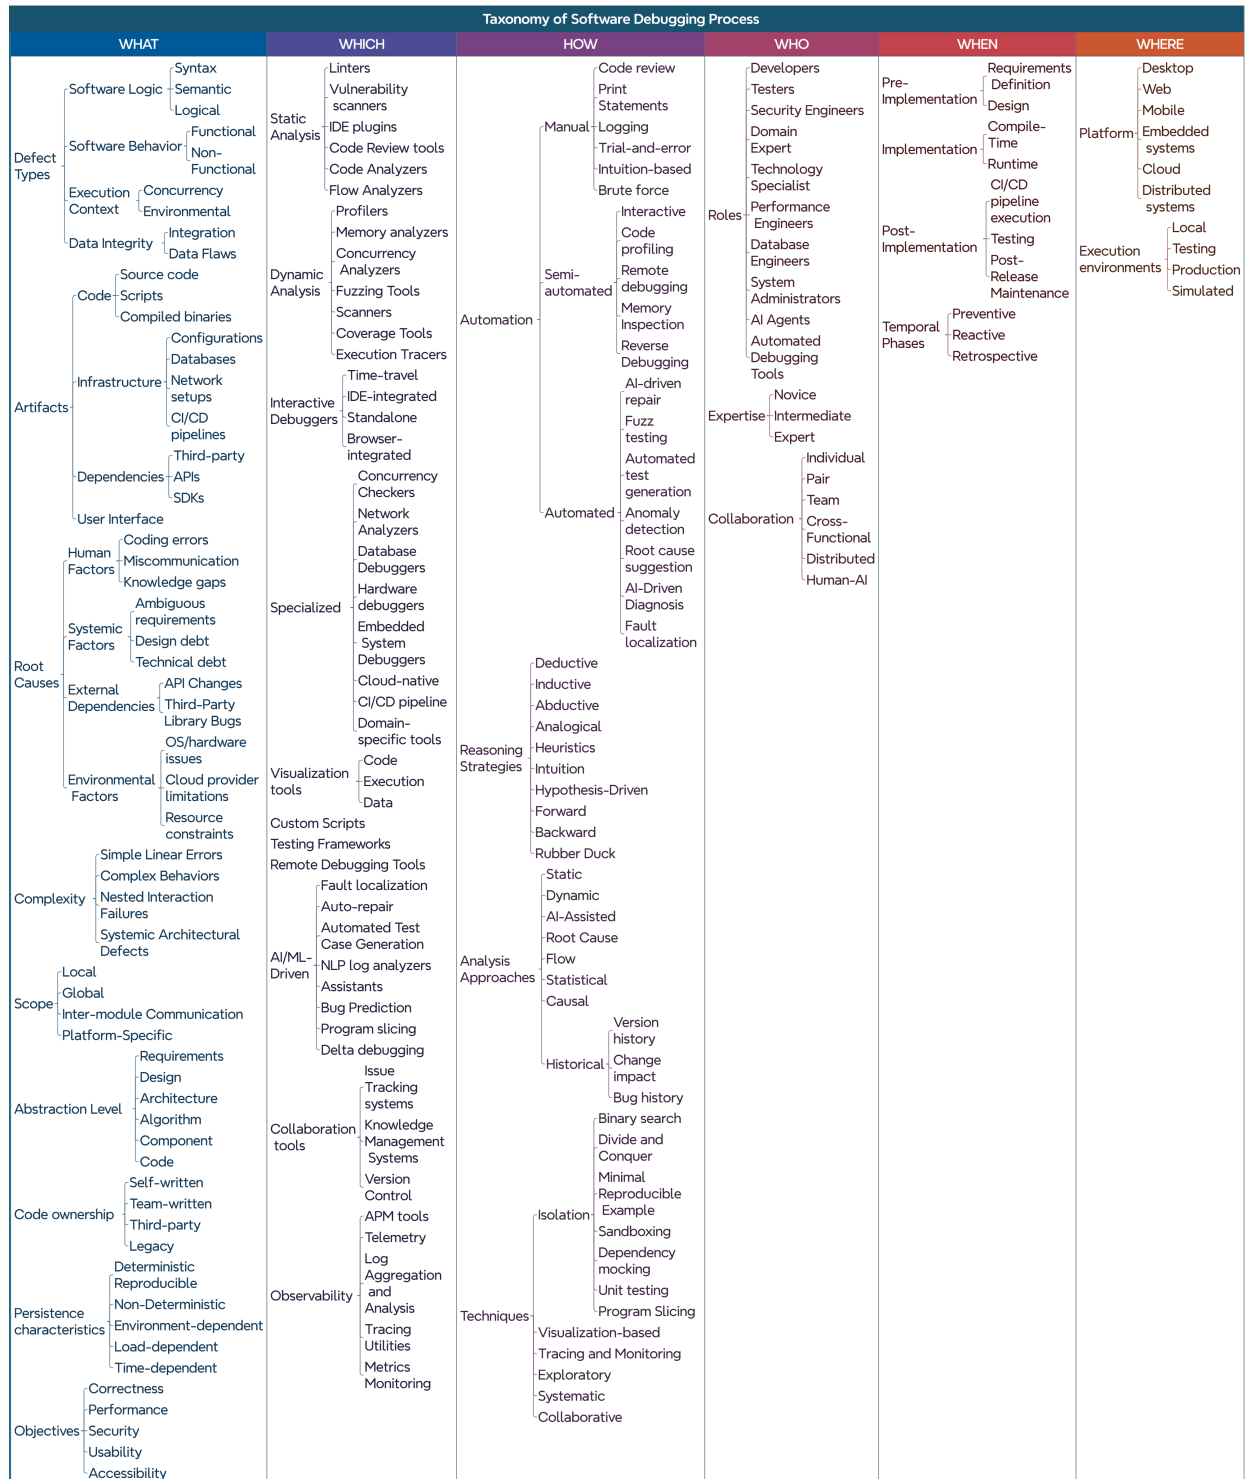 Taxonomy of Software Debugging Process
WHAT
Defect
Types
Software Logic
Syntax
Semantic
Logical
Software Behavior
Functional
Non-
Functional
Execution
Context
Concurrency
Environmental
Data Integrity
Integration
Data Flaws
Artifacts
Code
Source code
Scripts
Compiled binaries
Infrastructure
Configurations
Databases
Network
setups
CI/CD
pipelines
Dependencies
Third-party
APIs
SDKs
User Interface
Root
Causes
Human
Factors
Coding errors
Miscommunication
Knowledge gaps
Systemic
Factors
Ambiguous
requirements
Design debt
Technical debt
External
Dependencies
API Changes
Third-Party
Library Bugs
Environmental
Factors
OS/hardware
issues
Cloud provider
limitations
Resource
constraints
Complexity
Simple Linear Errors
Complex Behaviors
Nested Interaction
Failures
Systemic Architectural
Defects
Scope
Local
Global
Inter-module Communication
Platform-Specific
Abstraction Level
Requirements
Design
Architecture
Algorithm
Component
Code
Code ownership
Self-written
Team-written
Third-party
Legacy
Persistence
characteristics
Deterministic
Reproducible
Non-Deterministic
Environment-dependent
Load-dependent
Time-dependent
Objectives
Correctness
Performance
Security
Usability
Accessibility
WHICH
Static
Analysis
Linters
Vulnerability
scanners
IDE plugins
Code Review tools
Code Analyzers
Flow Analyzers
Dynamic
Analysis
Profilers
Memory analyzers
Concurrency
Analyzers
Fuzzing Tools
Scanners
Coverage Tools
Execution Tracers
Interactive
Debuggers
Time-travel
IDE-integrated
Standalone
Browser-
integrated
Specialized
Concurrency
Checkers
Network
Analyzers
Database
Debuggers
Hardware
debuggers
Embedded
System
Debuggers
Cloud-native
CI/CD pipeline
Domain-
specific tools
Visualization
tools
Code
Execution
Data
Custom Scripts
Testing Frameworks
Remote Debugging Tools
AI/ML-
Driven
Fault localization
Auto-repair
Automated Test
Case Generation
NLP log analyzers
Assistants
Bug Prediction
Program slicing
Delta debugging
Collaboration
tools
Issue
Tracking
systems
Knowledge
Management
Systems
Version
Control
Observability
APM tools
Telemetry
Log
Aggregation
and
Analysis
Tracing
Utilities
Metrics
Monitoring
HOW
Automation
Manual
Code review
Print
Statements
Logging
Trial-and-error
Intuition-based
Brute force
Semi-
automated
Interactive
Code
profiling
Remote
debugging
Memory
Inspection
Reverse
Debugging
Automated
AI-driven
repair
Fuzz
testing
Automated
test
generation
Anomaly
detection
Root cause
suggestion
AI-Driven
Diagnosis
Fault
localization
Reasoning
Strategies
Deductive
Inductive
Abductive
Analogical
Heuristics
Intuition
Hypothesis-Driven
Forward
Backward
Rubber Duck
Analysis
Approaches
Static
Dynamic
AI-Assisted
Root Cause
Flow
Statistical
Causal
Historical
Version
history
Change
impact
Bug history
Techniques
Isolation
Binary search
Divide and
Conquer
Minimal
Reproducible
Example
Sandboxing
Dependency
mocking
Unit testing
Program Slicing
Visualization-based
Tracing and Monitoring
Exploratory
Systematic
Collaborative
WHO
Roles
Developers
Testers
Security Engineers
Domain
Expert
Technology
Specialist
Performance
Engineers
Database
Engineers
System
Administrators
AI Agents
Automated
Debugging
Tools
Expertise
Novice
Intermediate
Expert
Collaboration
Individual
Pair
Team
Cross-
Functional
Distributed
Human-AI
WHEN
Pre-
Implementation
Requirements
Definition
Design
Implementation
Compile-
Time
Runtime
Post-
Implementation
CI/CD
pipeline
execution
Testing
Post-
Release
Maintenance
Temporal
Phases
Preventive
Reactive
Retrospective
WHERE
Platform
Desktop
Web
Mobile
Embedded
systems
Cloud
Distributed
systems
Execution
environments
Local
Testing
Production
Simulated